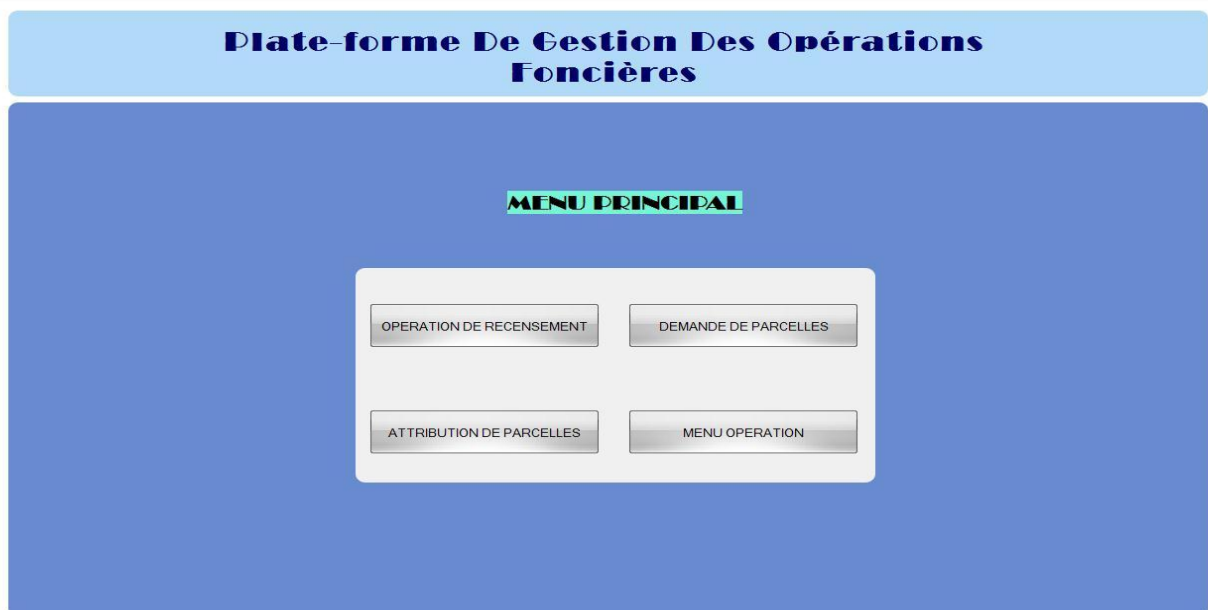 Plate-forme De Gestion Des Opérations
Foncières
MENU PRINCIPAL
OPERATION DE RECENSEMENT
DEMANDE DE PARCELLES
ATTRIBUTION DE PARCELLES
MENU OPERATION